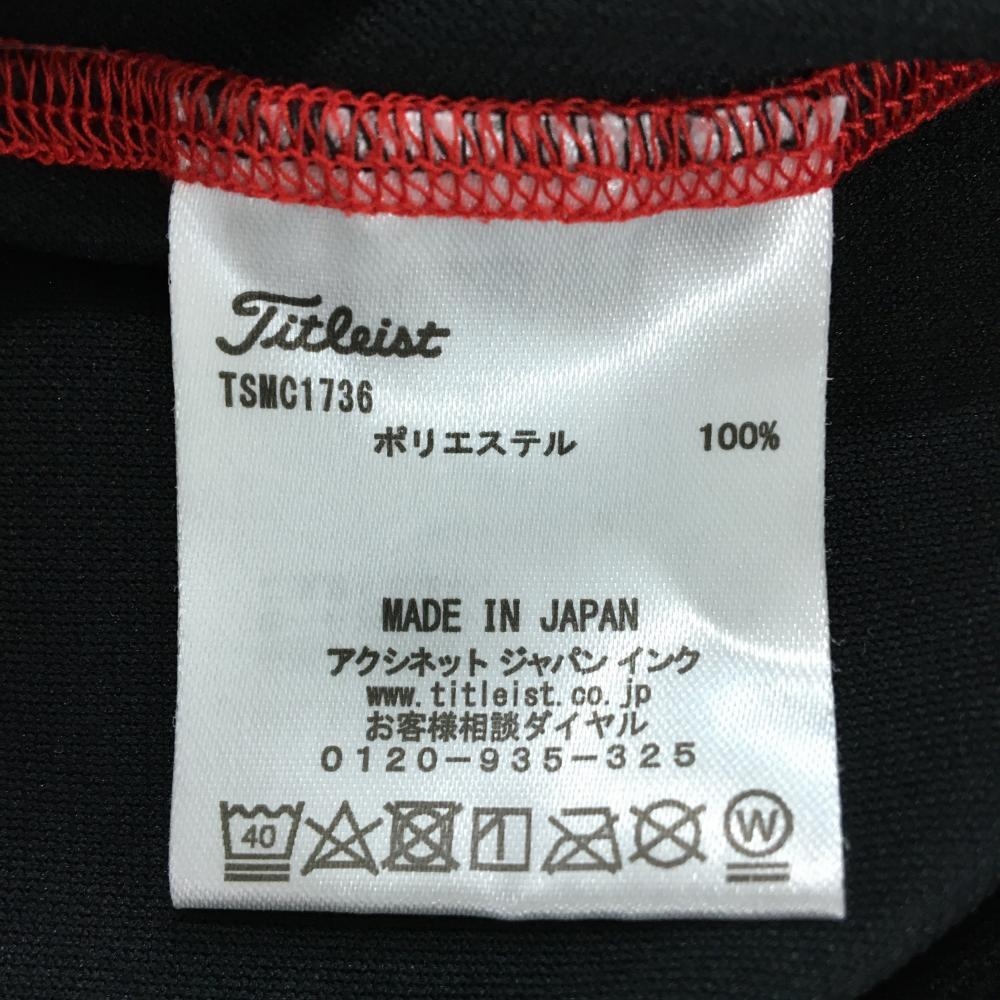 Titleist
TSMC1736
ポリエステル 100%
MADE IN JAPAN
アクシネット ジャパン インク
www.titleist.co.jp
お客様相談ダイヤル
0120-935-325
40 W